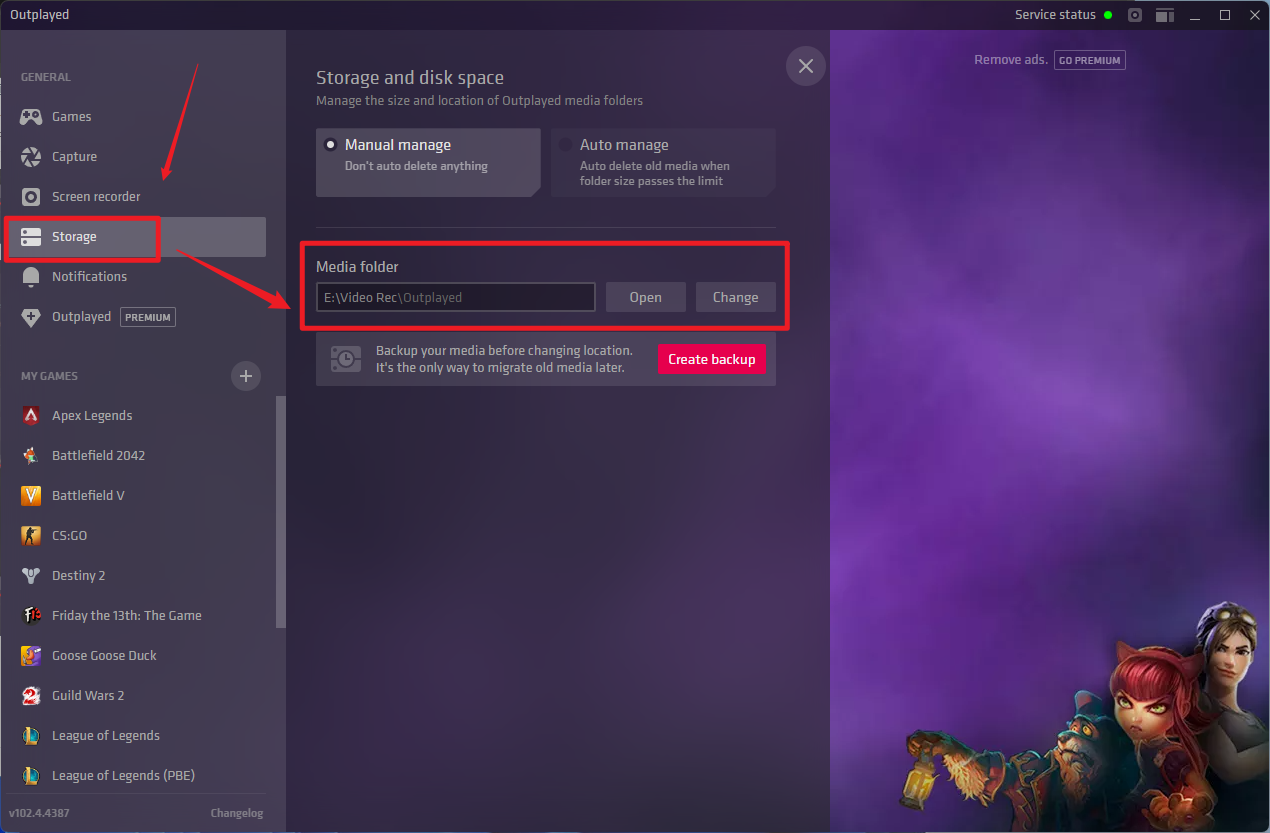 Outplayed
Service status
GENERAL
Games
Capture
Screen recorder
Storage
Notifications
Outplayed PREMIUM
MY GAMES
Apex Legends
Battlefield 2042
Battlefield V
CS:GO
Destiny 2
Friday the 13th: The Game
Goose Goose Duck
Guild Wars 2
League of Legends
League of Legends (PBE)
v102.4.4387
Changelog
Storage and disk space
Manage the size and location of Outplayed media folders
Manual manage
Don't auto delete anything
Auto manage
Auto delete old media when
folder size passes the limit
Media folder
E:\Video Rec\Outplayed
Open
Change
Backup your media before changing location.
It's the only way to migrate old media later.
Create backup
Remove ads. GO PREMIUM